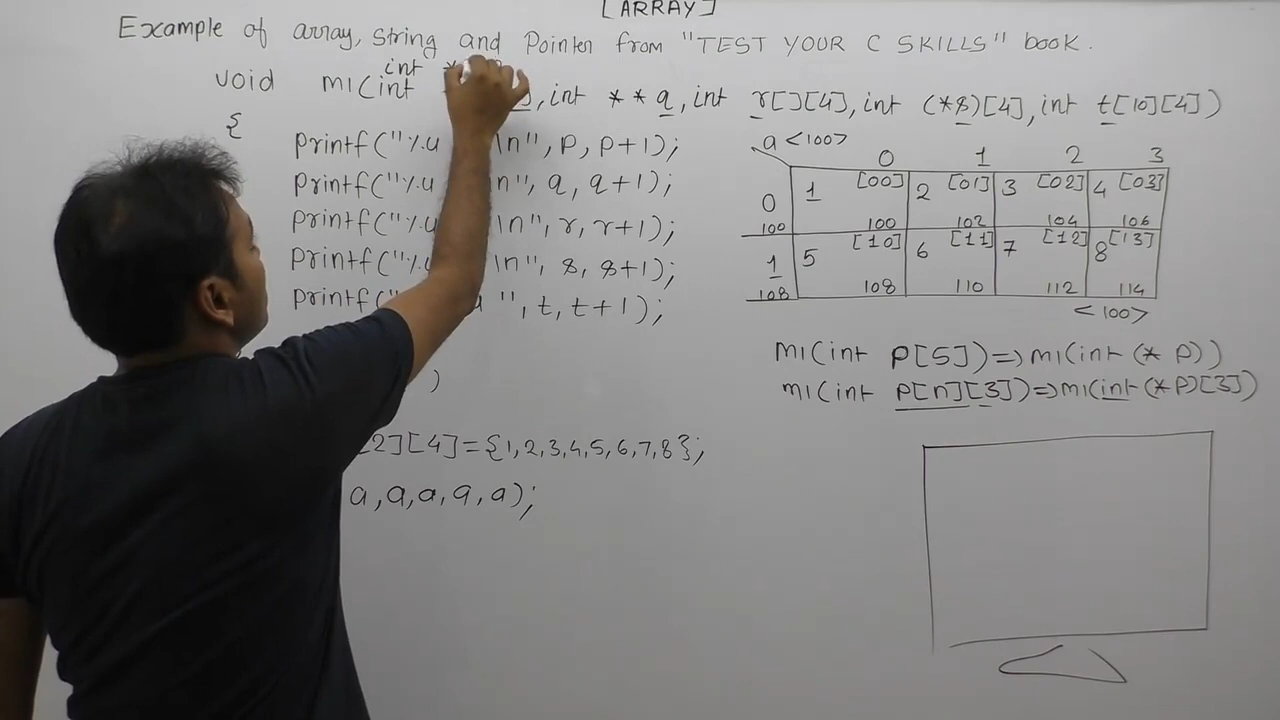 [ARRAY]
Example of array, String and Pointer from "TEST YOUR C SKILLS" book.
int *
void m1(int ], int **q, int r[][4], int (*s)[4], int t[10][4])
{
printf("%u \n", p, p+1);
printf("%u \n", q, q+1);
printf("%u \n", r, r+1);
printf("%u \n", s, s+1);
printf(" ", t, t+1);
)
[2][4]={1,2,3,4,5,6,7,8};
a, a, a, a, a);
a <100>
0 1 2 3
0 1 [00] 2 [01] 3 [02] 4 [03]
100 100 102 104 106
1 5 [10] 6 [11] 7 [12] 8 [13]
108 108 110 112 114
<100>
m1(int p[5])=>m1(int (* p))
m1(int p[n][3])=>m1(int (*p)[3])